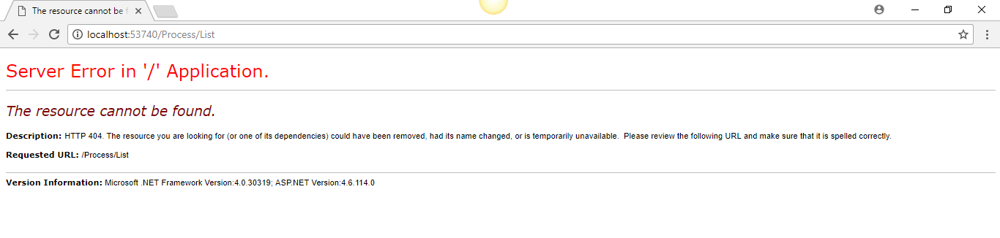 The resource cannot be f
localhost:53740/Process/List
Server Error in '/' Application.
The resource cannot be found.
Description: HTTP 404. The resource you are looking for (or one of its dependencies) could have been removed, had its name changed, or is temporarily unavailable.  Please review the following URL and make sure that it is spelled correctly.
Requested URL: /Process/List
Version Information: Microsoft .NET Framework Version:4.0.30319; ASP.NET Version:4.6.114.0